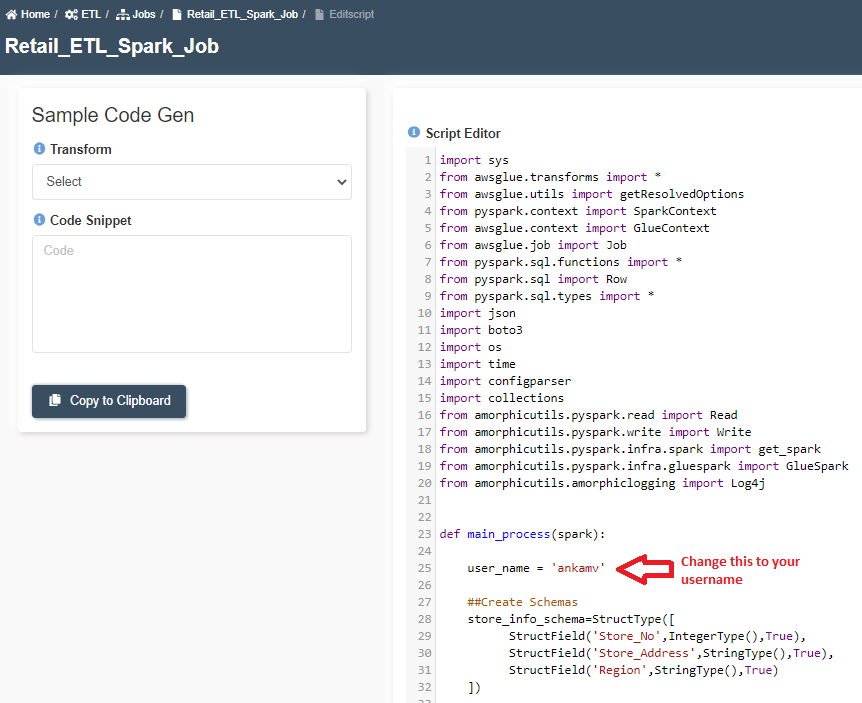 Home / ETL / Jobs / Retail_ETL_Spark_Job / Editscript
Retail_ETL_Spark_Job
Sample Code Gen
Transform
Select
Code Snippet
Code
Copy to Clipboard
Script Editor
1 import sys
2 from awsglue.transforms import *
3 from awsglue.utils import getResolvedOptions
4 from pyspark.context import SparkContext
5 from awsglue.context import GlueContext
6 from awsglue.job import Job
7 from pyspark.sql.functions import *
8 from pyspark.sql import Row
9 from pyspark.sql.types import *
10 import json
11 import boto3
12 import os
13 import time
14 import configparser
15 import collections
16 from amorphicutils.pyspark.read import Read
17 from amorphicutils.pyspark.write import Write
18 from amorphicutils.pyspark.infra.spark import get_spark
19 from amorphicutils.pyspark.infra.gluespark import GlueSpark
20 from amorphicutils.amorphiclogging import Log4j
21
22
23 def main_process(spark):
24
25 user_name = 'ankamv'
Change this to your
username
26
27 ##Create Schemas
28 store_info_schema=StructType([
29 StructField('Store_No',IntegerType(),True),
30 StructField('Store_Address',StringType(),True),
31 StructField('Region',StringType(),True)
32 ])